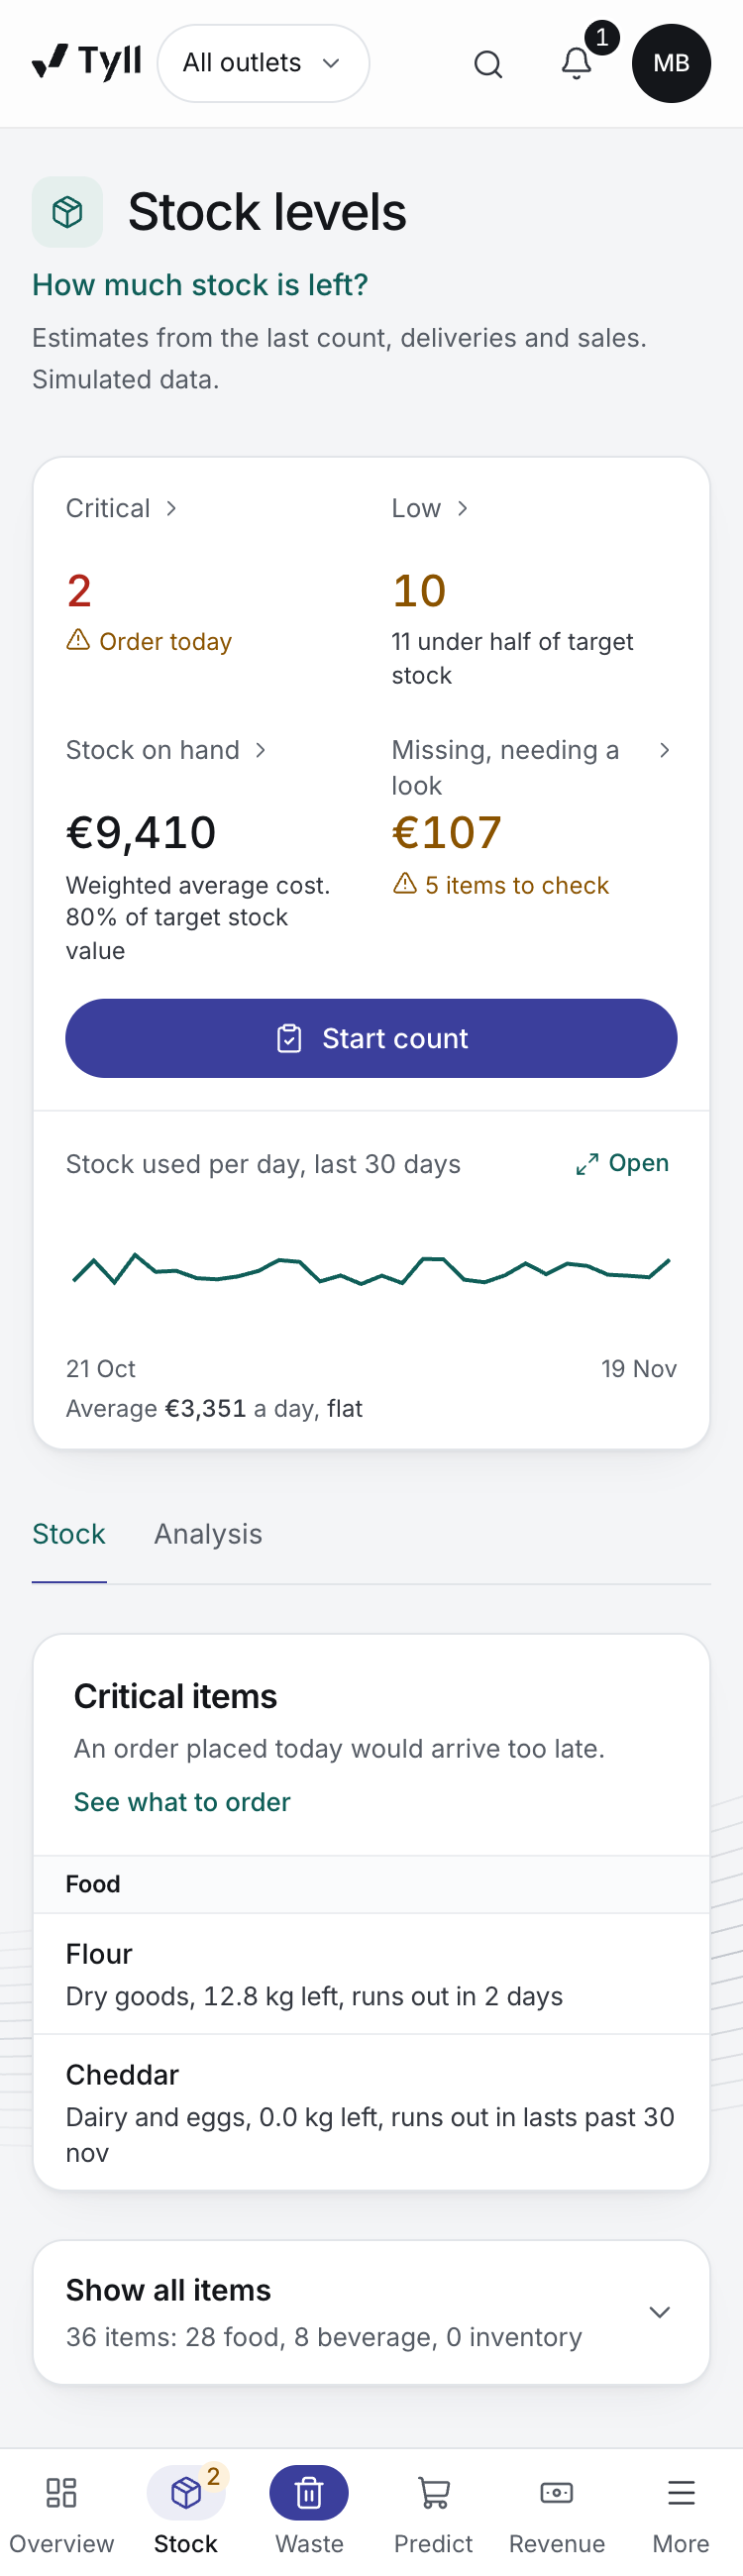 Tyll
All outlets
1
MB
Stock levels
How much stock is left?
Estimates from the last count, deliveries and sales.
Simulated data.
Critical
2
Order today
Low
10
11 under half of target
stock
Stock on hand
€9,410
Weighted average cost.
80% of target stock
value
Missing, needing a
look
€107
5 items to check
Start count
Stock used per day, last 30 days
Open
21 Oct
19 Nov
Average €3,351 a day, flat
Stock
Analysis
Critical items
An order placed today would arrive too late.
See what to order
Food
Flour
Dry goods, 12.8 kg left, runs out in 2 days
Cheddar
Dairy and eggs, 0.0 kg left, runs out in lasts past 30
nov
Show all items
36 items: 28 food, 8 beverage, 0 inventory
2
Overview
Stock
Waste
Predict
Revenue
More